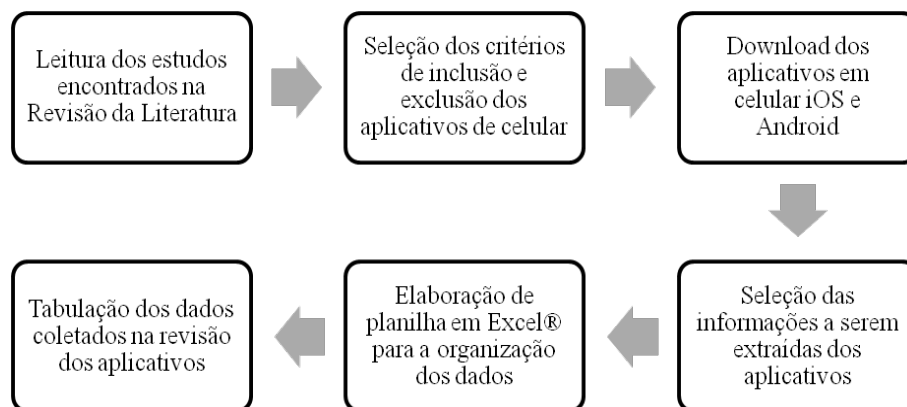 Leitura dos estudos
encontrados na
Revisão da Literatura
Seleção dos critérios
de inclusão e
exclusão dos
aplicativos de celular
Download dos
aplicativos em
celular iOS e
Android
Seleção das
informações a serem
extraídas dos
aplicativos
Elaboração de
planilha em Excel®
para a organização
dos dados
Tabulação dos dados
coletados na revisão
dos aplicativos